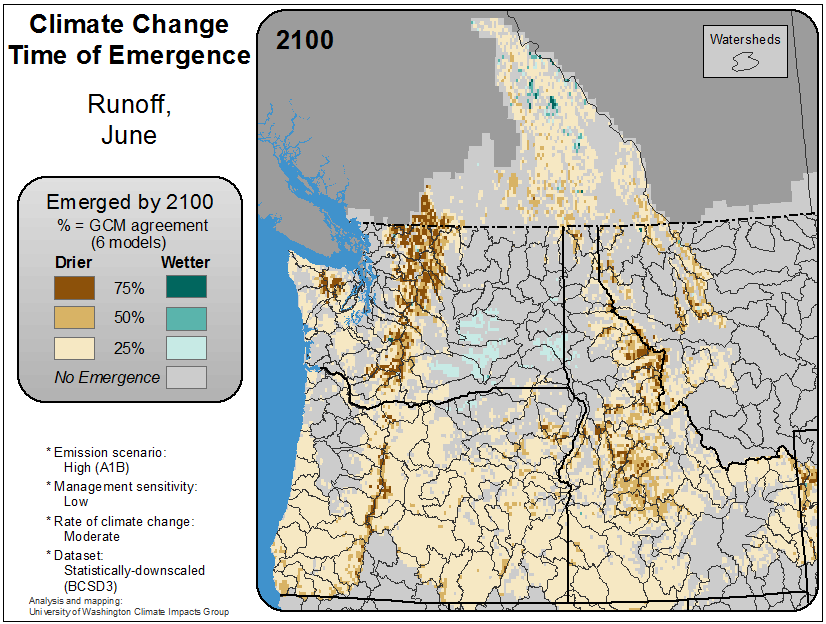 Climate Change
Time of Emergence
Runoff,
June
Emerged by 2100
% = GCM agreement
(6 models)
Drier Wetter
75%
50%
25%
No Emergence
* Emission scenario:
High (A1B)
* Management sensitivity:
Low
* Rate of climate change:
Moderate
* Dataset:
Statistically-downscaled
(BCSD3)
Analysis and mapping:
University of Washington Climate Impacts Group
2100
Watersheds